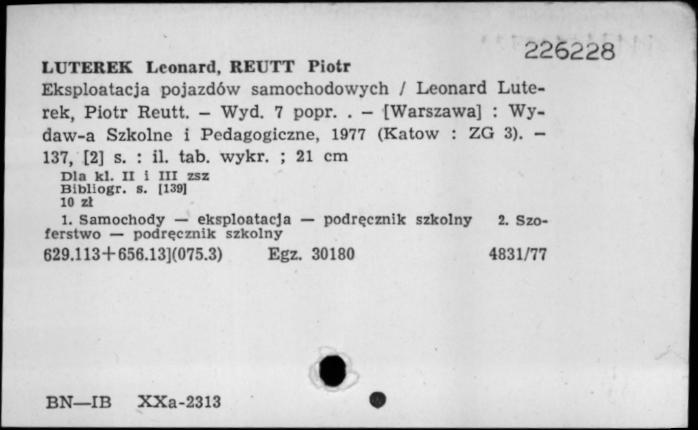 226228
LUTEREK Leonard, REUTT Piotr
Eksploatacja pojazdów samochodowych / Leonard Lute-
rek, Piotr Reutt. — Wyd. 7 popr. . — [Warszawa] : Wy-
daw-a Szkolne i Pedagogiczne, 1977 (Katow : ZG 3). —
137, [2] s. : il. tab. wykr. ; 21 cm
Dla kl. II i III zsz
Bibliogr. s. [139]
10 zł
1. Samochody — eksploatacja — podręcznik szkolny 2. Szo-
ferstwo — podręcznik szkolny
629.113+656.13](075.3) Egz. 30180 4831/77
BN—IB XXa-2313